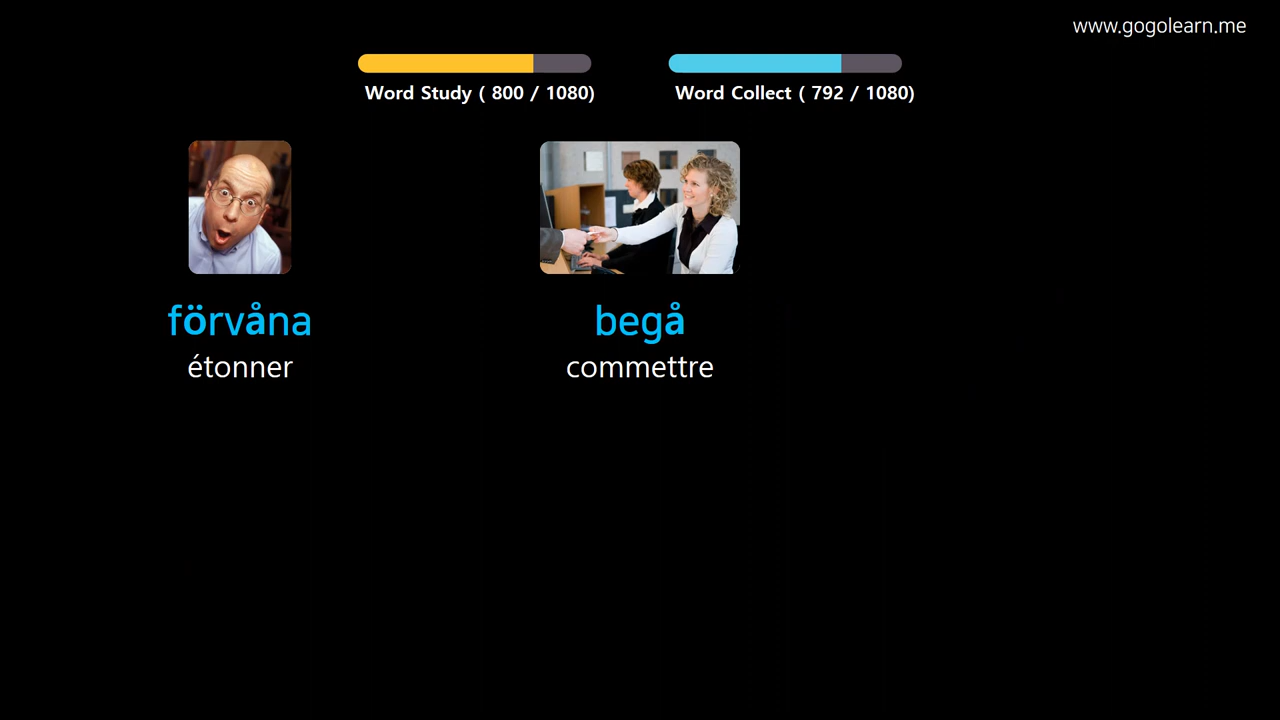 www.gogolearn.me
Word Study ( 800 / 1080)
Word Collect ( 792 / 1080)
förvåna
étonner
begå
commettre